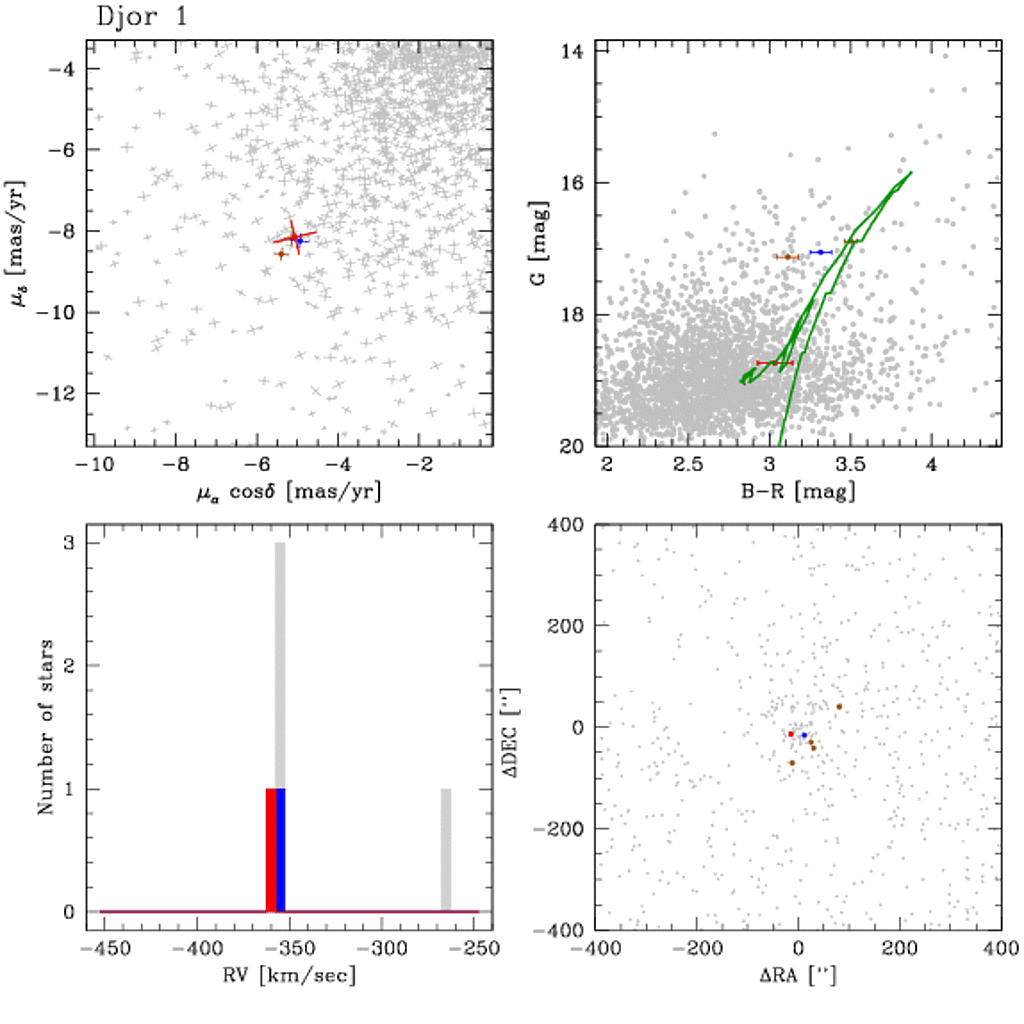 Djor 1
−4
−6
−8
−10
−12
μδ [mas/yr]
−10 −8 −6 −4 −2
μα cosδ [mas/yr]
14
16
18
20
G [mag]
2 2.5 3 3.5 4
B−R [mag]
3
2
1
0
Number of stars
−450 −400 −350 −300 −250
RV [km/sec]
400
200
0
−200
−400
ΔDEC [″]
−400 −200 0 200 400
ΔRA [″]